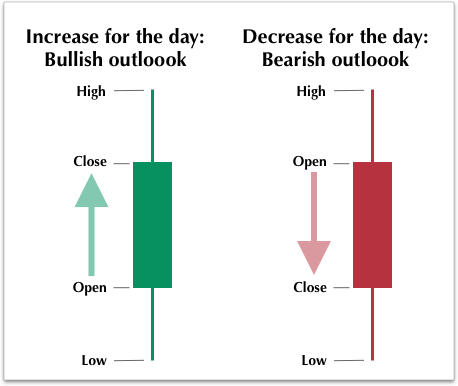 Increase for the day:
Bullish outloook
High
Close
Open
Low
Decrease for the day:
Bearish outloook
High
Open
Close
Low